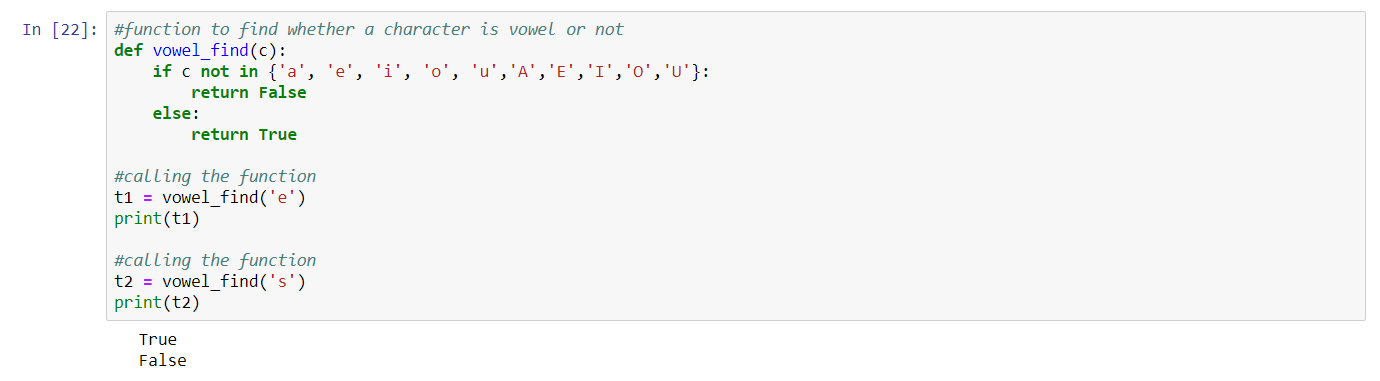 In [22]: #function to find whether a character is vowel or not
def vowel_find(c):
    if c not in {'a', 'e', 'i', 'o', 'u','A','E','I','O','U'}:
        return False
    else:
        return True

#calling the function
t1 = vowel_find('e')
print(t1)

#calling the function
t2 = vowel_find('s')
print(t2)

True
False